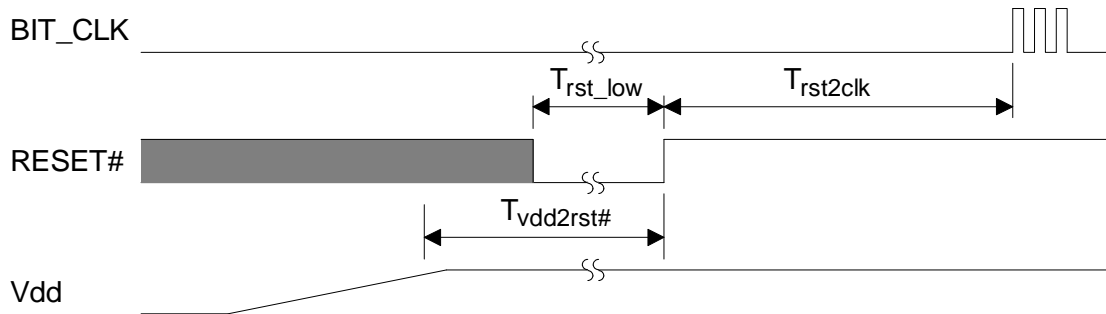 BIT_CLK
Trst_low
Trst2clk
RESET#
Tvdd2rst#
Vdd